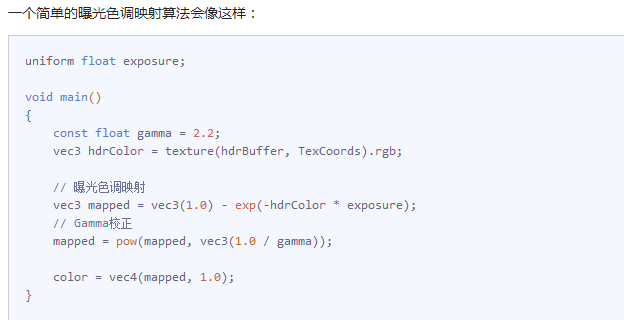 一个简单的曝光色调映射算法会像这样：
uniform float exposure;
void main()
{
    const float gamma = 2.2;
    vec3 hdrColor = texture(hdrBuffer, TexCoords).rgb;
    // 曝光色调映射
    vec3 mapped = vec3(1.0) - exp(-hdrColor * exposure);
    // Gamma校正
    mapped = pow(mapped, vec3(1.0 / gamma));
    color = vec4(mapped, 1.0);
}